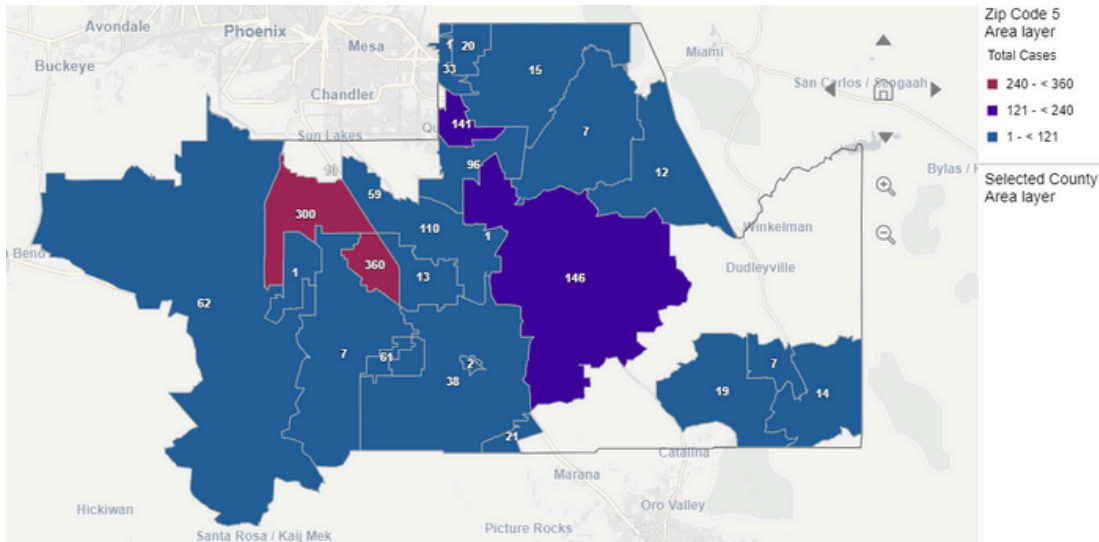 Zip Code 5
Area layer
Total Cases
240 - < 360
121 - < 240
1 - < 121
Selected County
Area layer
Avondale
Phoenix
Mesa
Buckeye
Chandler
Sun Lakes
Miami
San Carlos /
Bylas /
Winkelman
Dudleyville
Catalina
Marana
Oro Valley
Picture Rocks
Hickiwan
Santa Rosa / Kaij Mek
Bend
1
20
33
15
141
7
96
12
10
59
300
110
1
1
360
13
146
62
7
61
2
38
19
7
14
21